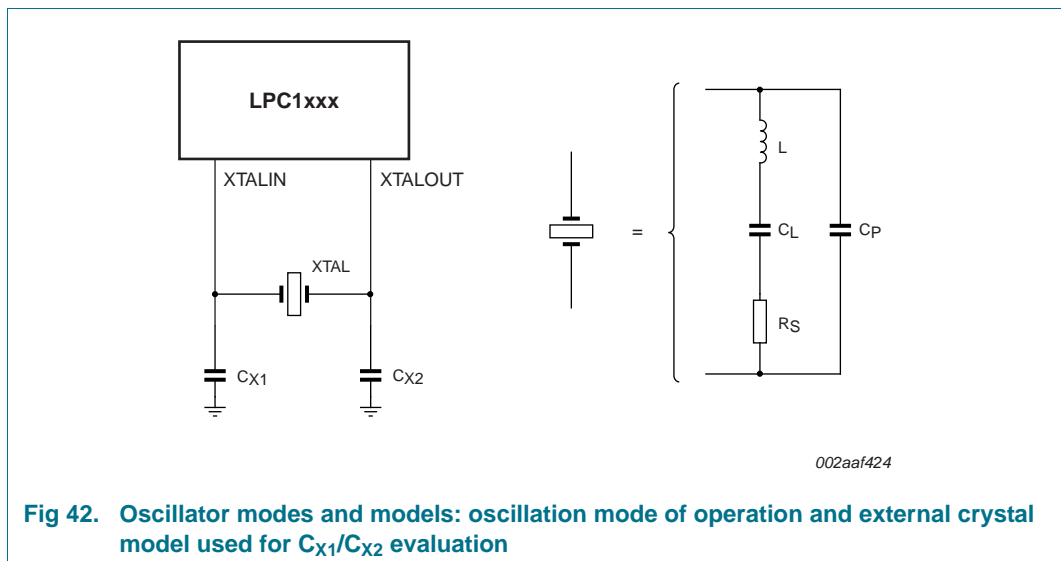 LPC1xxx
XTALIN
XTALOUT
XTAL
CX1
CX2
=
L
CL
CP
RS
002aaf424
Fig 42. Oscillator modes and models: oscillation mode of operation and external crystal
model used for CX1/CX2 evaluation